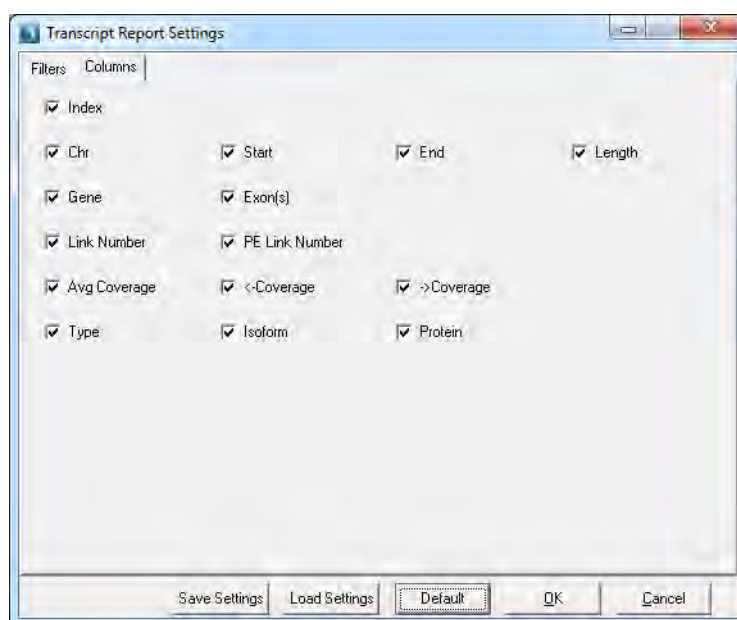 Transcript Report Settings
Filters Columns
Index
Chr Start End Length
Gene Exon(s)
Link Number PE Link Number
Avg Coverage <-Coverage ->Coverage
Type Isoform Protein
Save Settings Load Settings Default OK Cancel